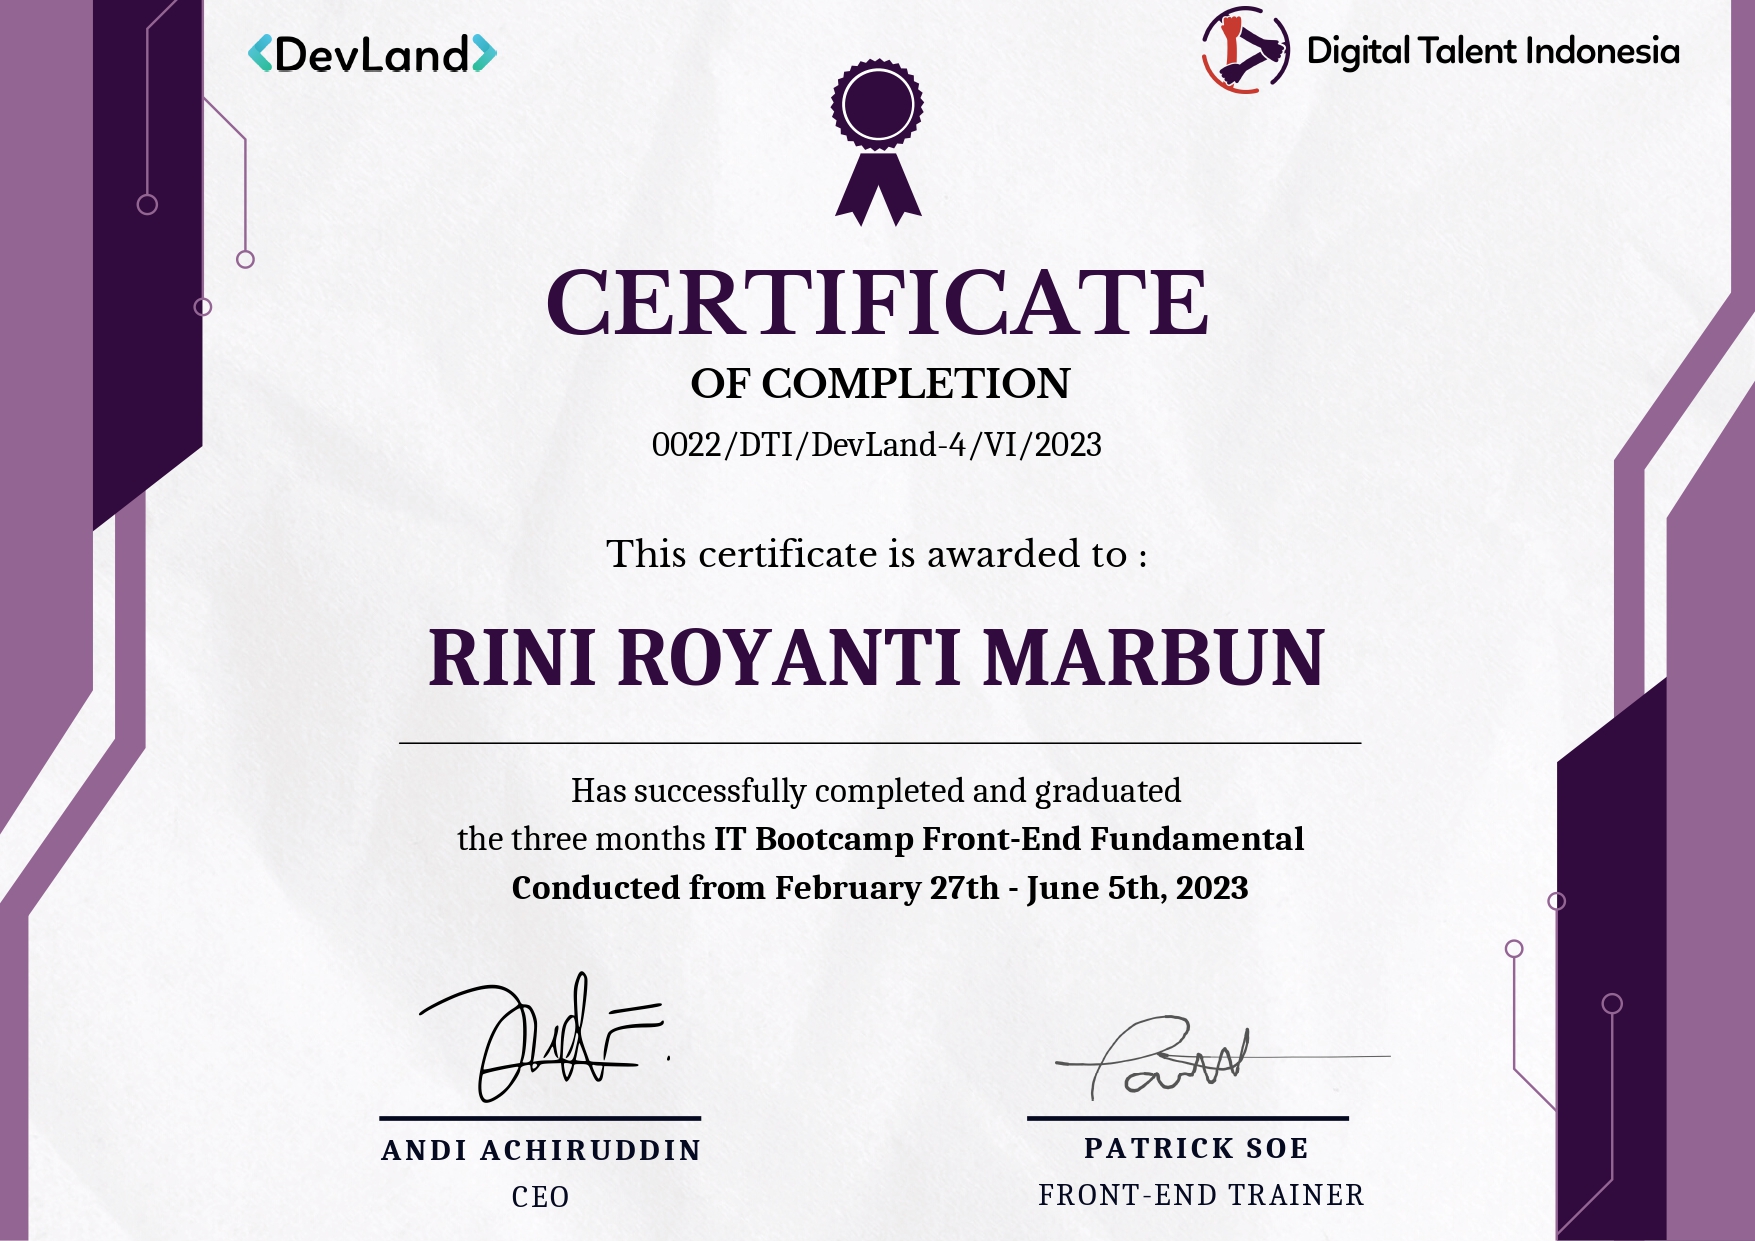 <DevLand>
Digital Talent Indonesia
CERTIFICATE
OF COMPLETION
0022/DTI/DevLand-4/VI/2023
This certificate is awarded to :
RINI ROYANTI MARBUN
Has successfully completed and graduated
the three months IT Bootcamp Front-End Fundamental
Conducted from February 27th - June 5th, 2023
ANDI ACHIRUDDIN
CEO
PATRICK SOE
FRONT-END TRAINER